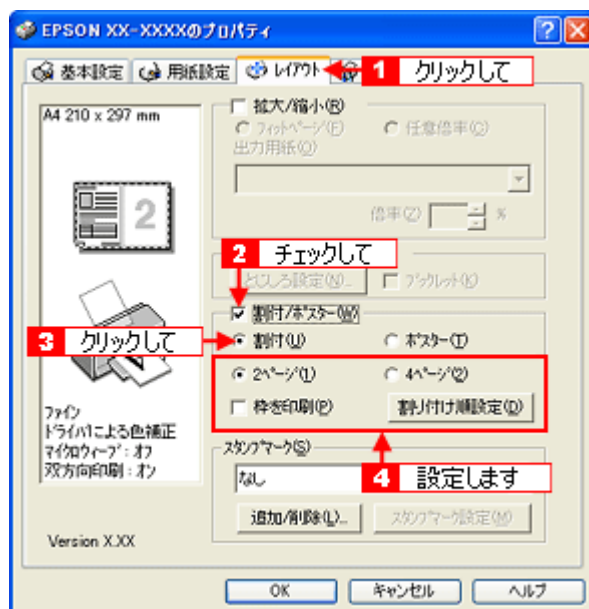 EPSON XX-XXXXのプロパティ
基本設定 用紙設定 レイアウト 1 クリックして
A4 210 x 297 mm
2
拡大/縮小(R)
フィットページ(F) 任意倍率(C)
出力用紙(O)
倍率(Z) %
2 チェックして
とじしろ設定(N)... ブックレット(K)
割付/ポスター(W)
3 クリックして
割付(U) ポスター(T)
2ページ(1) 4ページ(2)
枠を印刷(P) 割り付け順設定(D)
4 設定します
ファイン
ドライバによる色補正
マイクロウィーブ : オフ
双方向印刷 : オン
スタンプマーク(S)
なし
追加/削除(L)... スタンプマーク設定(M)
Version X.XX
OK キャンセル ヘルプ